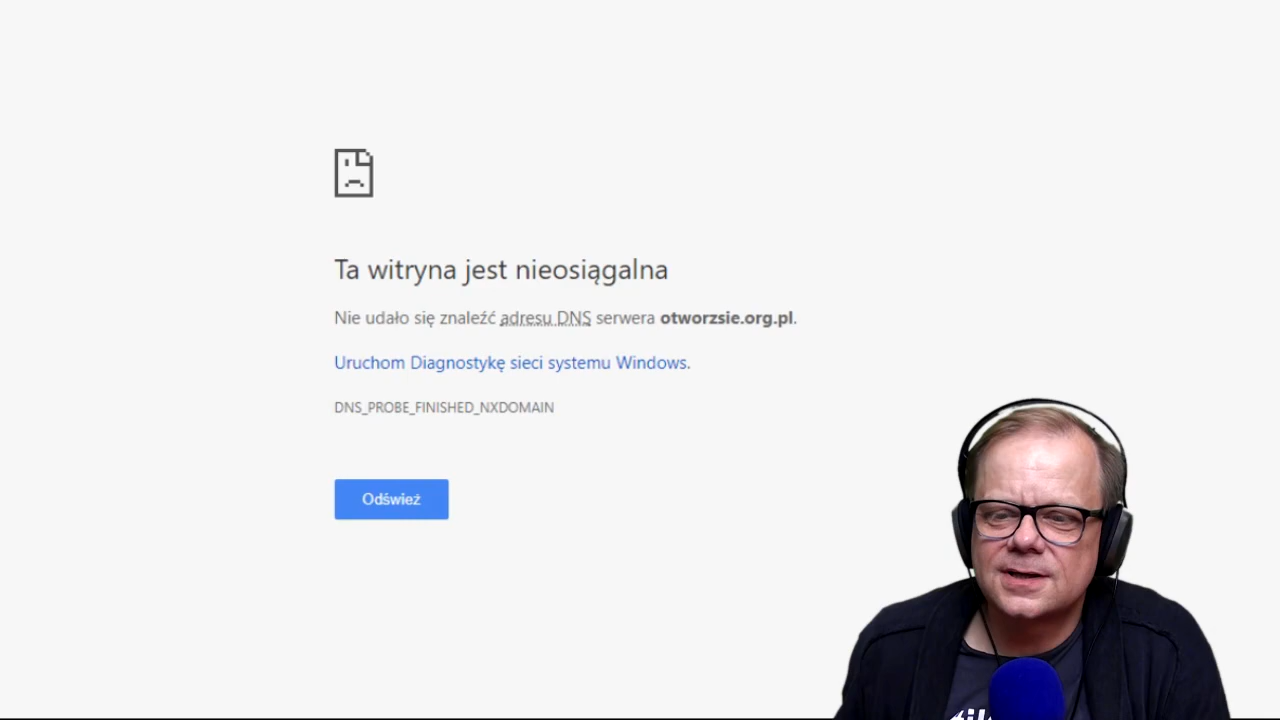 Ta witryna jest nieosiągalna
Nie udało się znaleźć adresu DNS serwera otworzsie.org.pl.
Uruchom Diagnostykę sieci systemu Windows.
DNS_PROBE_FINISHED_NXDOMAIN
Odśwież